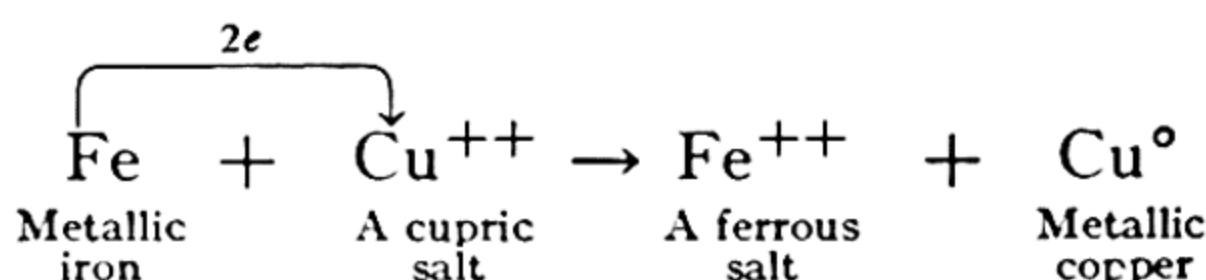 2e
Fe + Cu++ → Fe++ + Cu°
Metallic iron A cupric salt A ferrous salt Metallic copper